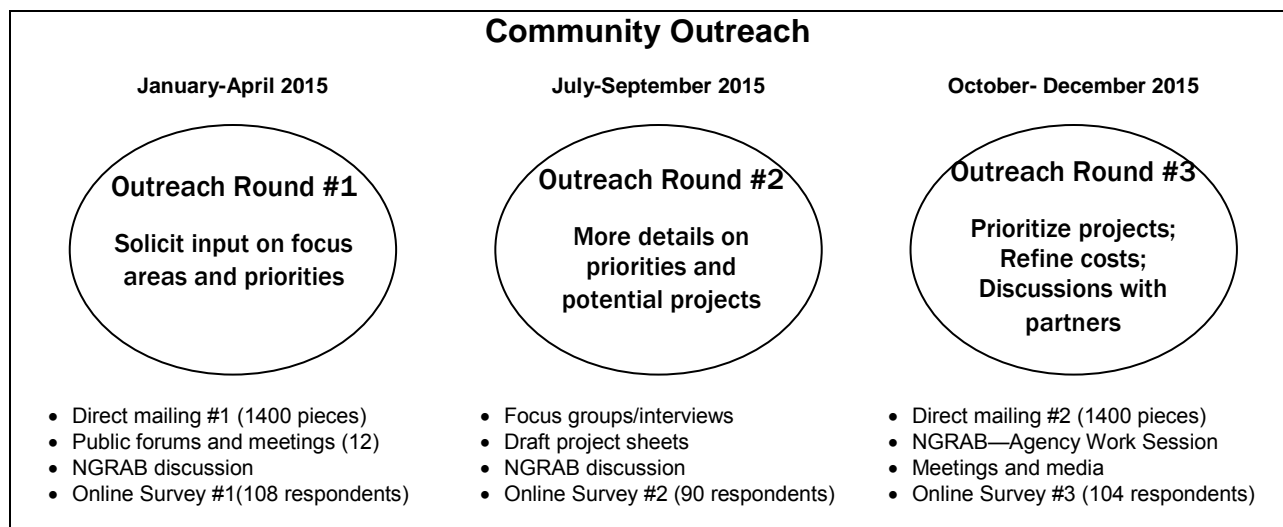 Community Outreach
January-April 2015
Outreach Round #1
Solicit input on focus
areas and priorities
• Direct mailing #1 (1400 pieces)
• Public forums and meetings (12)
• NGRAB discussion
• Online Survey #1(108 respondents)
July-September 2015
Outreach Round #2
More details on
priorities and
potential projects
• Focus groups/interviews
• Draft project sheets
• NGRAB discussion
• Online Survey #2 (90 respondents)
October- December 2015
Outreach Round #3
Prioritize projects;
Refine costs;
Discussions with
partners
• Direct mailing #2 (1400 pieces)
• NGRAB—Agency Work Session
• Meetings and media
• Online Survey #3 (104 respondents)